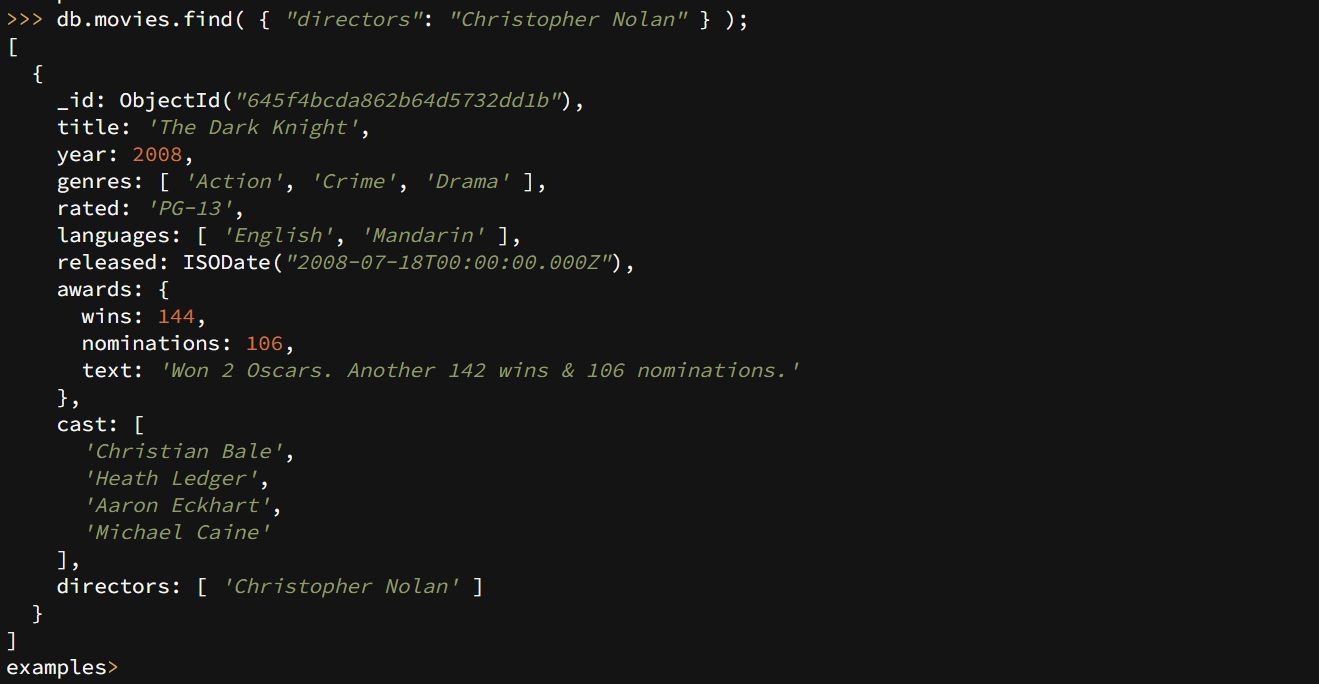 >>> db.movies.find( { "directors": "Christopher Nolan" } );
[
  {
    _id: ObjectId("645f4bcda862b64d5732dd1b"),
    title: 'The Dark Knight',
    year: 2008,
    genres: [ 'Action', 'Crime', 'Drama' ],
    rated: 'PG-13',
    languages: [ 'English', 'Mandarin' ],
    released: ISODate("2008-07-18T00:00:00.000Z"),
    awards: {
      wins: 144,
      nominations: 106,
      text: 'Won 2 Oscars. Another 142 wins & 106 nominations.'
    },
    cast: [
      'Christian Bale',
      'Heath Ledger',
      'Aaron Eckhart',
      'Michael Caine'
    ],
    directors: [ 'Christopher Nolan' ]
  }
]
examples>